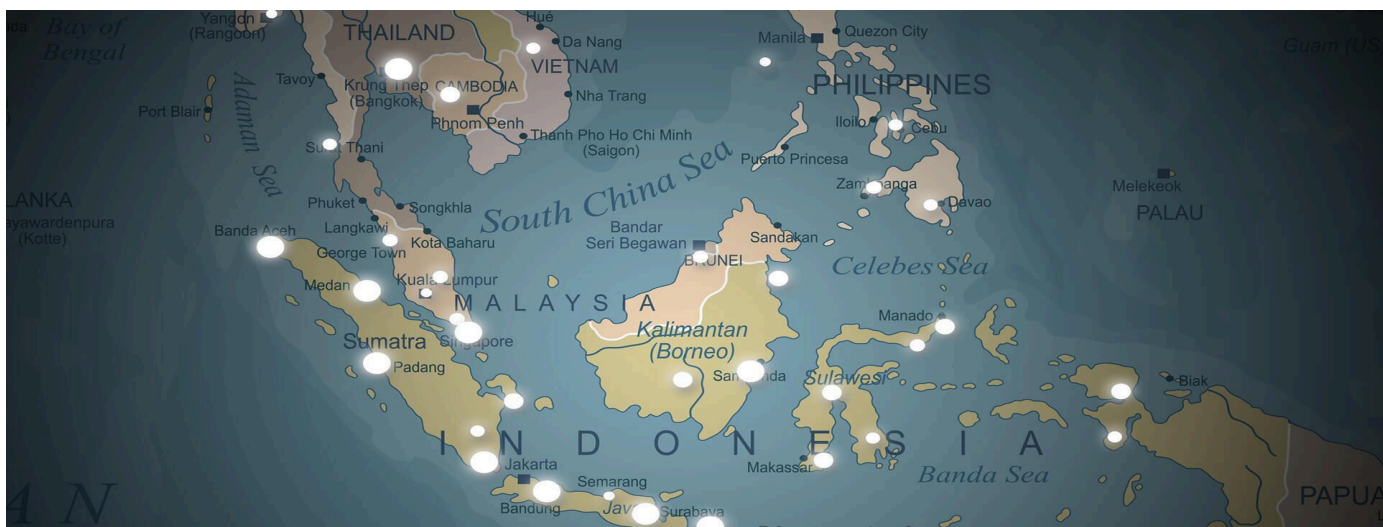 Yangon
(Rangoon)
Bay of
Bengal
THAILAND
Hué
Da Nang
VIETNAM
Manila
Quezon City
Guam (US
Tavoy
Krung Thep
(Bangkok)
CAMBODIA
Nha Trang
PHILIPPINES
Port Blair
Adaman Sea
Phnom Penh
Thanh Pho Ho Chi Minh
(Saigon)
Iloilo
Cebu
Surat Thani
South China Sea
Puerto Princesa
LANKA
ayawardenpura
(Kotte)
Phuket
Songkhla
Zamboanga
Davao
Melekeok
PALAU
Langkawi
Banda Aceh
George Town
Kota Baharu
Bandar
Seri Begawan
BRUNEI
Sandakan
Celebes Sea
Medan
Kuala Lumpur
MALAYSIA
Manado
Sumatra
Singapore
Kalimantan
(Borneo)
Padang
Samarinda
Sulawesi
Biak
INDONESIA
Jakarta
Makassar
Banda Sea
Semarang
Bandung
Java
Surabaya
AN
PAPUA